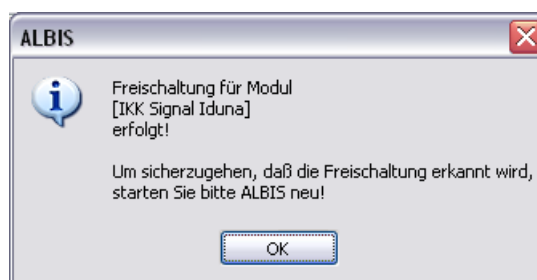 ALBIS
Freischaltung für Modul
[IKK Signal Iduna]
erfolgt!
Um sicherzugehen, daß die Freischaltung erkannt wird,
starten Sie bitte ALBIS neu!
OK